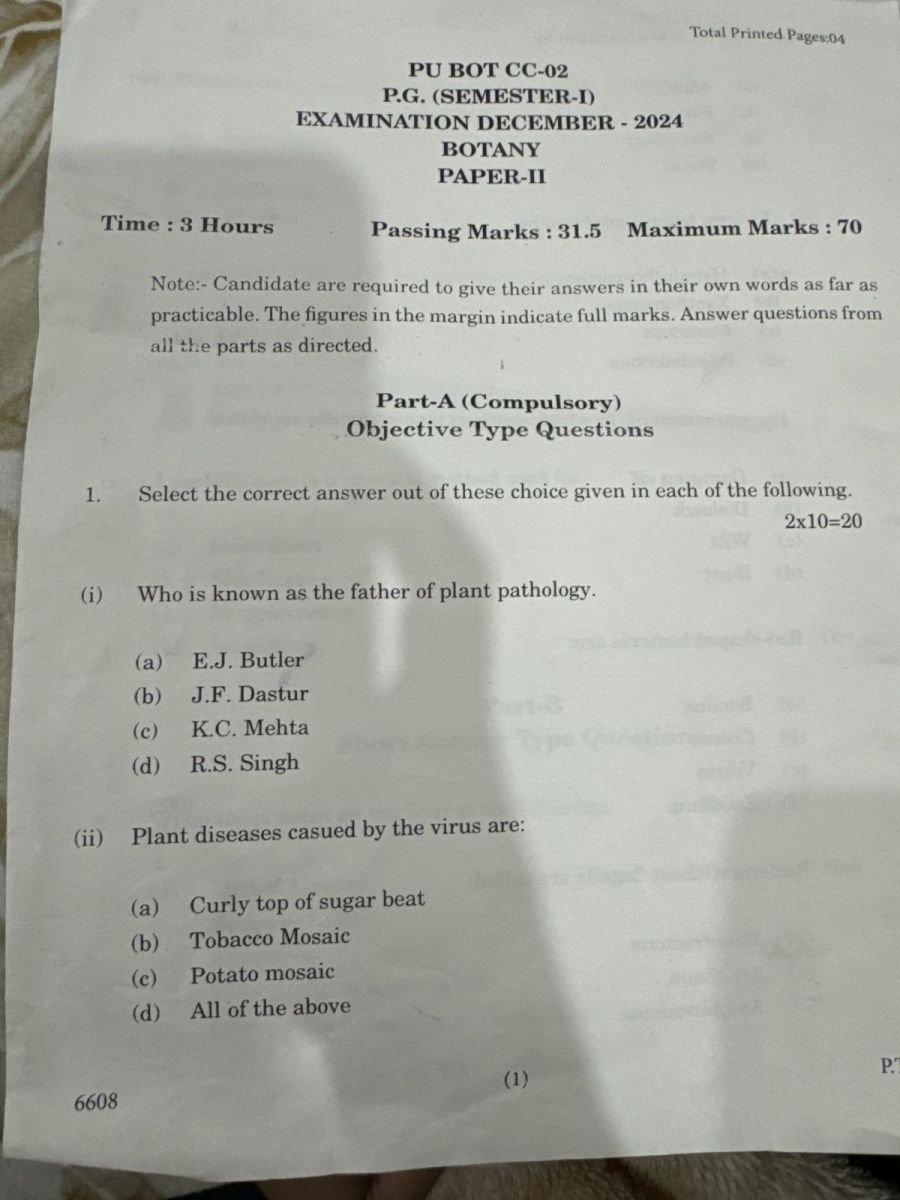 Total Printed Pages:04
PU BOT CC-02
P.G. (SEMESTER-I)
EXAMINATION DECEMBER - 2024
BOTANY
PAPER-II
Time : 3 Hours Passing Marks : 31.5 Maximum Marks : 70
Note:- Candidate are required to give their answers in their own words as far as
practicable. The figures in the margin indicate full marks. Answer questions from
all the parts as directed.
Part-A (Compulsory)
Objective Type Questions
1. Select the correct answer out of these choice given in each of the following.
2x10=20
(i) Who is known as the father of plant pathology.
(a) E.J. Butler
(b) J.F. Dastur
(c) K.C. Mehta
(d) R.S. Singh
(ii) Plant diseases casued by the virus are:
(a) Curly top of sugar beat
(b) Tobacco Mosaic
(c) Potato mosaic
(d) All of the above
(1)
6608